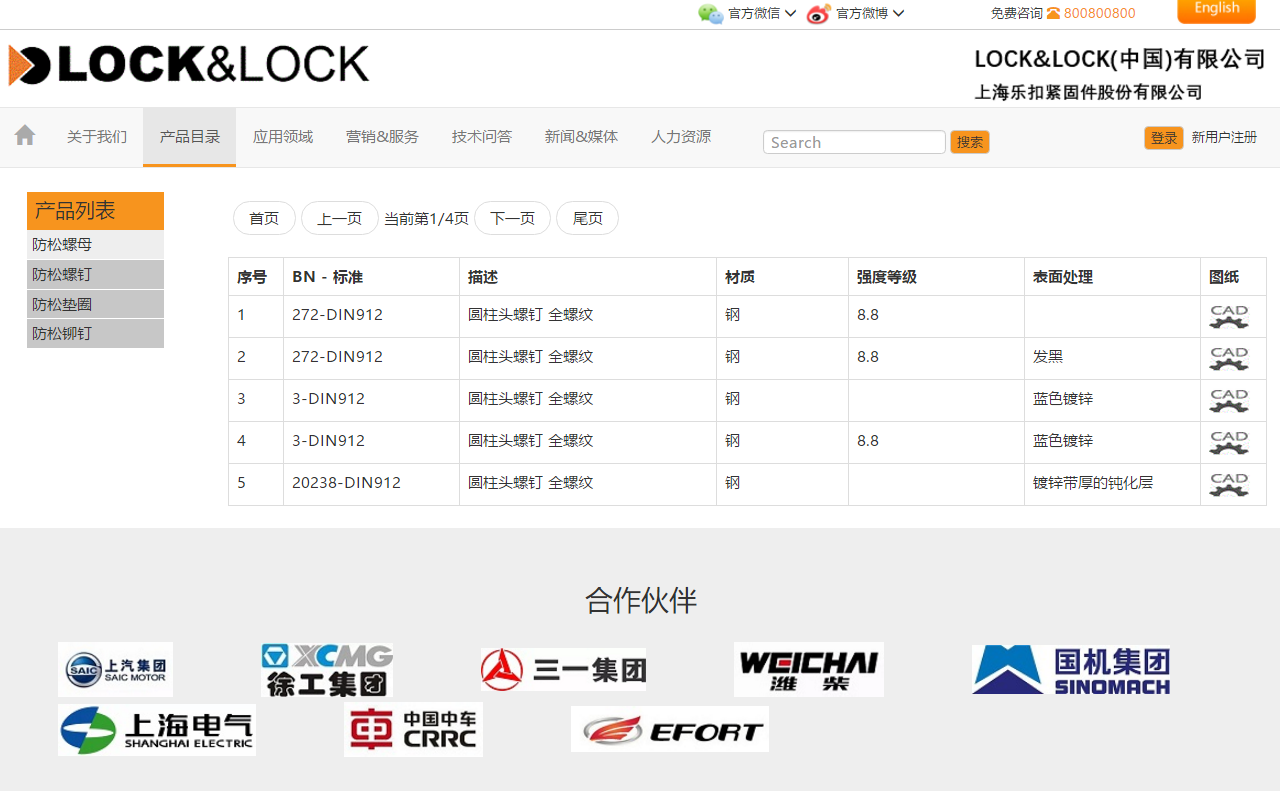 官方微信 官方微博 免费咨询 800800800 English
LOCK&LOCK
LOCK&LOCK(中国)有限公司
上海乐扣紧固件股份有限公司
关于我们 产品目录 应用领域 营销&服务 技术问答 新闻&媒体 人力资源 Search 搜索 登录 新用户注册
产品列表
防松螺母
防松螺钉
防松垫圈
防松铆钉
首页 上一页 当前第1/4页 下一页 尾页
序号 BN - 标准 描述 材质 强度等级 表面处理 图纸
1 272-DIN912 圆柱头螺钉 全螺纹 钢 8.8 CAD
2 272-DIN912 圆柱头螺钉 全螺纹 钢 8.8 发黑 CAD
3 3-DIN912 圆柱头螺钉 全螺纹 钢 蓝色镀锌 CAD
4 3-DIN912 圆柱头螺钉 全螺纹 钢 8.8 蓝色镀锌 CAD
5 20238-DIN912 圆柱头螺钉 全螺纹 钢 镀锌带厚的钝化层 CAD
合作伙伴
SAIC 上汽集团
SAIC MOTOR
XCMG
徐工集团
三一集团
WEICHAI
潍柴
国机集团
SINOMACH
上海电气
SHANGHAI ELECTRIC
中国中车
CRRC
EFORT